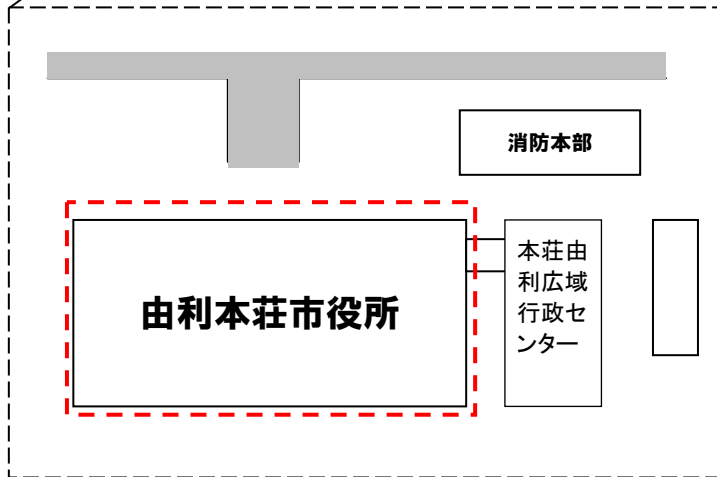 消防本部
由利本荘市役所
本荘由
利広域
行政セ
ンター